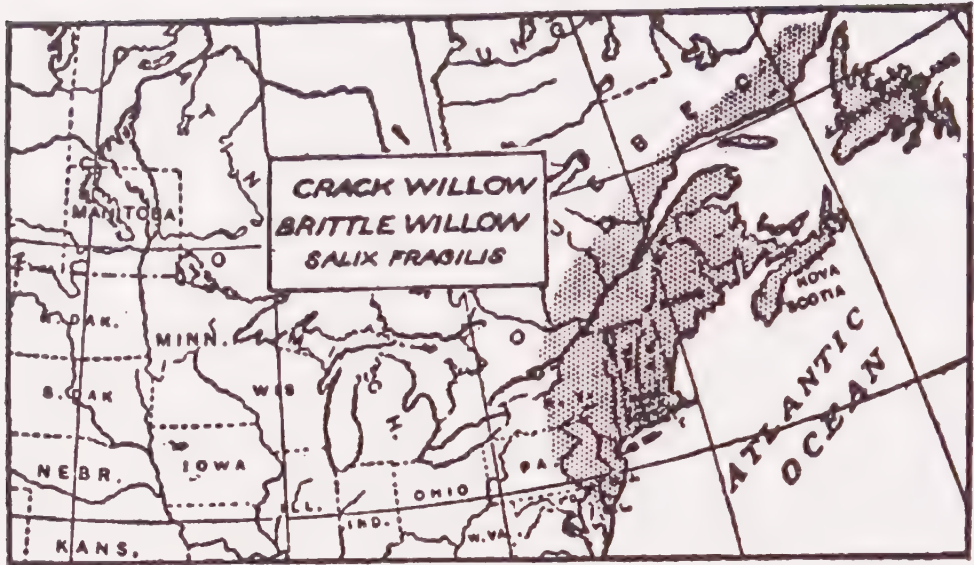 CRACK WILLOW
BRITTLE WILLOW
SALIX FRAGILIS
MANITOBA
N. DAK.
MINN.
S. DAK
WIS
NEBR.
IOWA
ILL.
IND.
OHIO
PA
W.VA.
KANS.
NOVA
SCOTIA
ATLANTIC
OCEAN